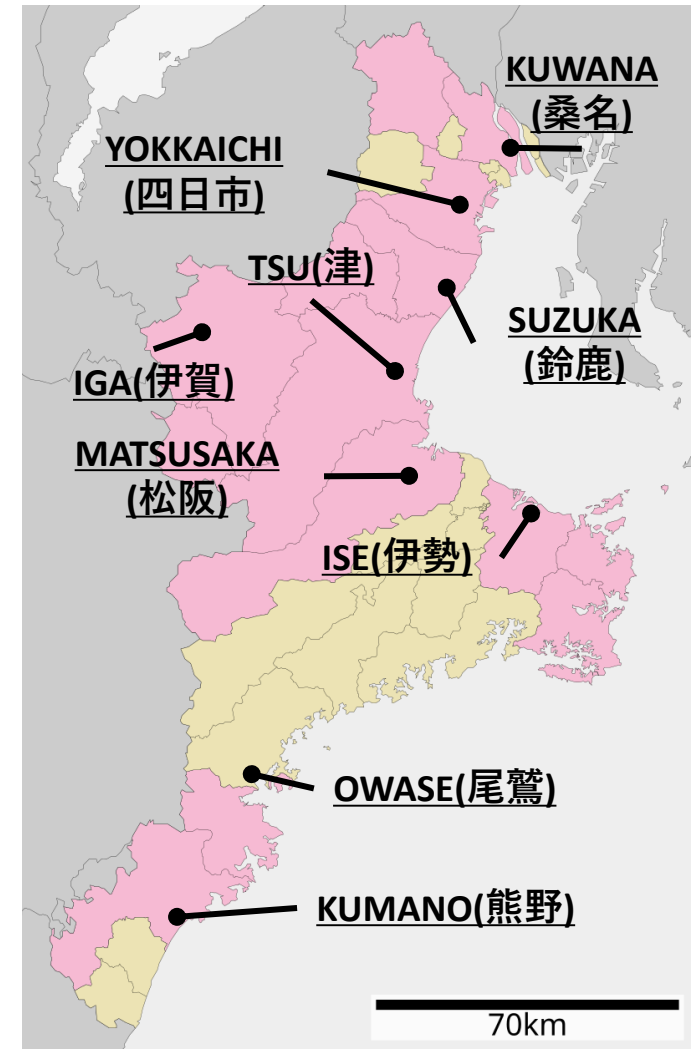 KUWANA
(桑名)
YOKKAICHI
(四日市)
TSU(津)
SUZUKA
(鈴鹿)
IGA(伊賀)
MATSUSAKA
(松阪)
ISE(伊勢)
OWASE(尾鷲)
KUMANO(熊野)
70km